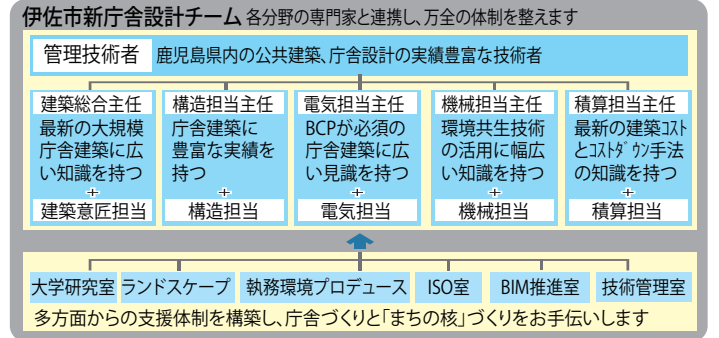 伊佐市新庁舎設計チーム 各分野の専門家と連携し、万全の体制を整えます
管理技術者 鹿児島県内の公共建築、庁舎設計の実績豊富な技術者
建築総合主任
最新の大規模
庁舎建築に広
い知識を持つ
+
建築意匠担当
構造担当主任
庁舎建築に
豊富な実績を
持つ
+
構造担当
電気担当主任
BCPが必須の
庁舎建築に広
い見識を持つ
+
電気担当
機械担当主任
環境共生技術
の活用に幅広
い知識を持つ
+
機械担当
積算担当主任
最新の建築ｺｽﾄ
とｺｽﾄﾀﾞｳﾝ手法
の知識を持つ
+
積算担当
大学研究室 ランドスケープ 執務環境プロデュース ISO室 BIM推進室 技術管理室
多方面からの支援体制を構築し、庁舎づくりと「まちの核」づくりをお手伝いします